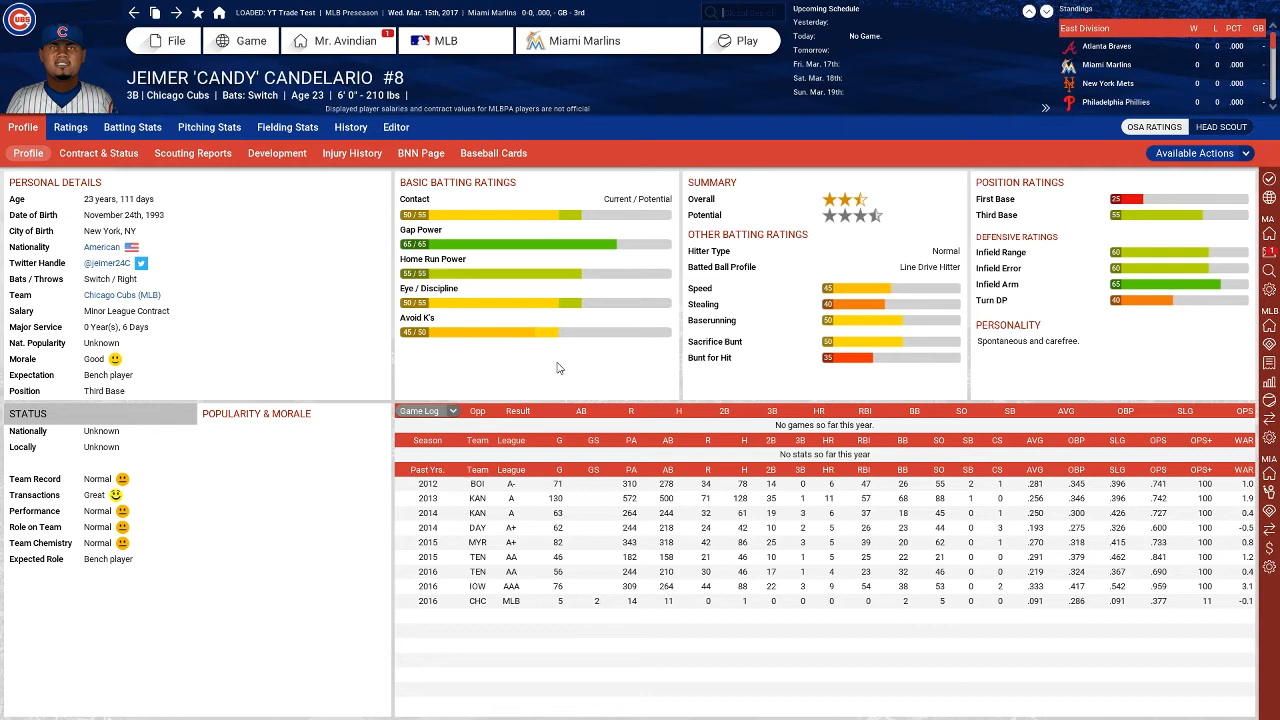 LOADED: YT Trade Test | MLB Preseason | Wed. Mar. 15th, 2017 | Miami Marlins 0-0, .000, - GB - 3rd
Global Search
File Game Mr. Avindian 1 MLB Miami Marlins Play
Upcoming Schedule
Yesterday:
Today: No Game.
Tomorrow:
Fri. Mar. 17th:
Sat. Mar. 18th:
Sun. Mar. 19th:
Standings
East Division W L PCT GB
Atlanta Braves 0 0 .000 -
Miami Marlins 0 0 .000 -
New York Mets 0 0 .000 -
Philadelphia Phillies 0 0 .000 -
CUBS
JEIMER 'CANDY' CANDELARIO #8
3B | Chicago Cubs | Bats: Switch | Age 23 | 6' 0" - 210 lbs |
Displayed player salaries and contract values for MLBPA players are not official
Profile Ratings Batting Stats Pitching Stats Fielding Stats History Editor OSA RATINGS HEAD SCOUT
Profile Contract & Status Scouting Reports Development Injury History BNN Page Baseball Cards Available Actions
PERSONAL DETAILS
Age 23 years, 111 days
Date of Birth November 24th, 1993
City of Birth New York, NY
Nationality American
Twitter Handle @jeimer24C
Bats / Throws Switch / Right
Team Chicago Cubs (MLB)
Salary Minor League Contract
Major Service 0 Year(s), 6 Days
Nat. Popularity Unknown
Morale Good
Expectation Bench player
Position Third Base
BASIC BATTING RATINGS
Contact Current / Potential
50 / 55
Gap Power
65 / 65
Home Run Power
55 / 55
Eye / Discipline
50 / 55
Avoid K's
45 / 50
SUMMARY
Overall
Potential
OTHER BATTING RATINGS
Hitter Type Normal
Batted Ball Profile Line Drive Hitter
Speed 45
Stealing 40
Baserunning 50
Sacrifice Bunt 50
Bunt for Hit 35
POSITION RATINGS
First Base 25
Third Base 55
DEFENSIVE RATINGS
Infield Range 60
Infield Error 60
Infield Arm 65
Turn DP 40
PERSONALITY
Spontaneous and carefree.
STATUS POPULARITY & MORALE
Nationally Unknown
Locally Unknown
Team Record Normal
Transactions Great
Performance Normal
Role on Team Normal
Team Chemistry Normal
Expected Role Bench player
Game Log Opp Result AB R H 2B 3B HR RBI BB SO SB AVG OBP SLG OPS
No games so far this year.
Season Team League G GS PA AB R H 2B 3B HR RBI BB SO SB CS AVG OBP SLG OPS OPS+ WAR
No stats so far this year
Past Yrs. Team League G GS PA AB R H 2B 3B HR RBI BB SO SB CS AVG OBP SLG OPS OPS+ WAR
2012 BOI A- 71 310 278 34 78 14 0 6 47 26 55 2 1 .281 .345 .396 .741 100 1.0
2013 KAN A 130 572 500 71 128 35 1 11 57 68 88 1 0 .256 .346 .396 .742 100 1.9
2014 KAN A 63 264 244 32 61 19 3 6 37 18 45 0 1 .250 .300 .426 .727 100 0.4
2014 DAY A+ 62 244 218 24 42 10 2 5 26 23 44 0 3 .193 .275 .326 .600 100 -0.5
2015 MYR A+ 82 343 318 42 86 25 3 5 39 20 62 0 1 .270 .318 .415 .733 100 0.8
2015 TEN AA 46 182 158 21 46 10 1 5 25 22 21 0 0 .291 .379 .462 .841 100 1.2
2016 TEN AA 56 244 210 30 46 17 1 4 23 32 46 0 0 .219 .324 .367 .690 100 0.4
2016 IOW AAA 76 309 264 44 88 22 3 9 54 38 53 0 2 .333 .417 .542 .959 100 3.1
2016 CHC MLB 5 2 14 11 0 1 0 0 0 0 2 5 0 0 .091 .286 .091 .377 11 -0.1
MA
1
MLB
MIA